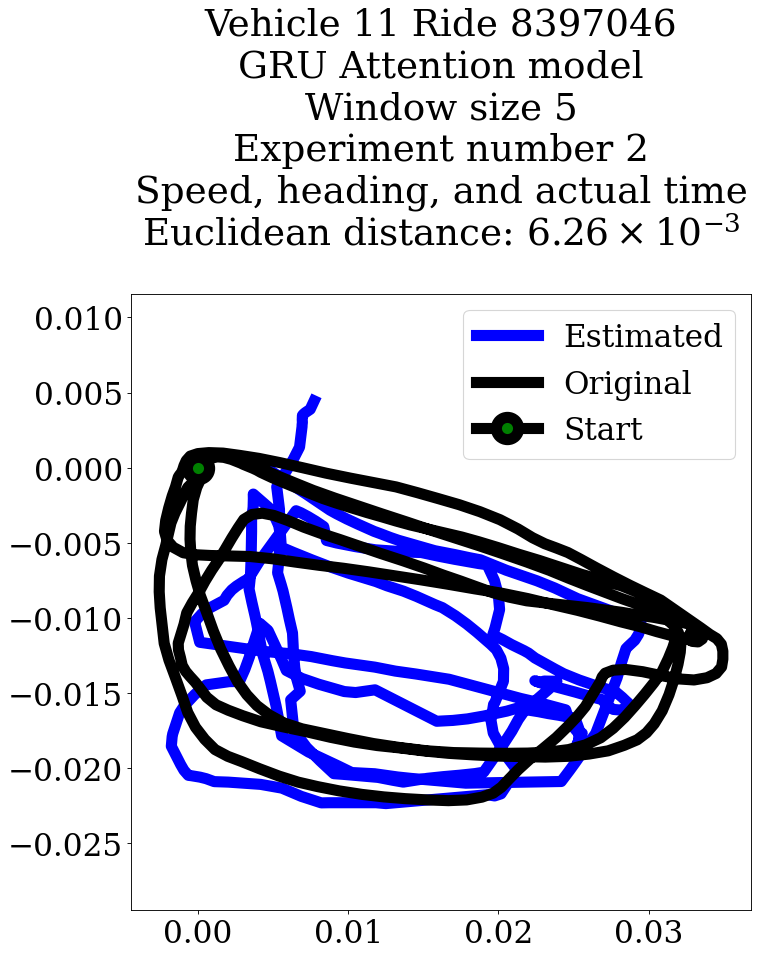 Vehicle 11 Ride 8397046
GRU Attention model
Window size 5
Experiment number 2
Speed, heading, and actual time
Euclidean distance: 6.26 × 10⁻³
Estimated
Original
Start
0.010
0.005
0.000
−0.005
−0.010
−0.015
−0.020
−0.025
0.00 0.01 0.02 0.03